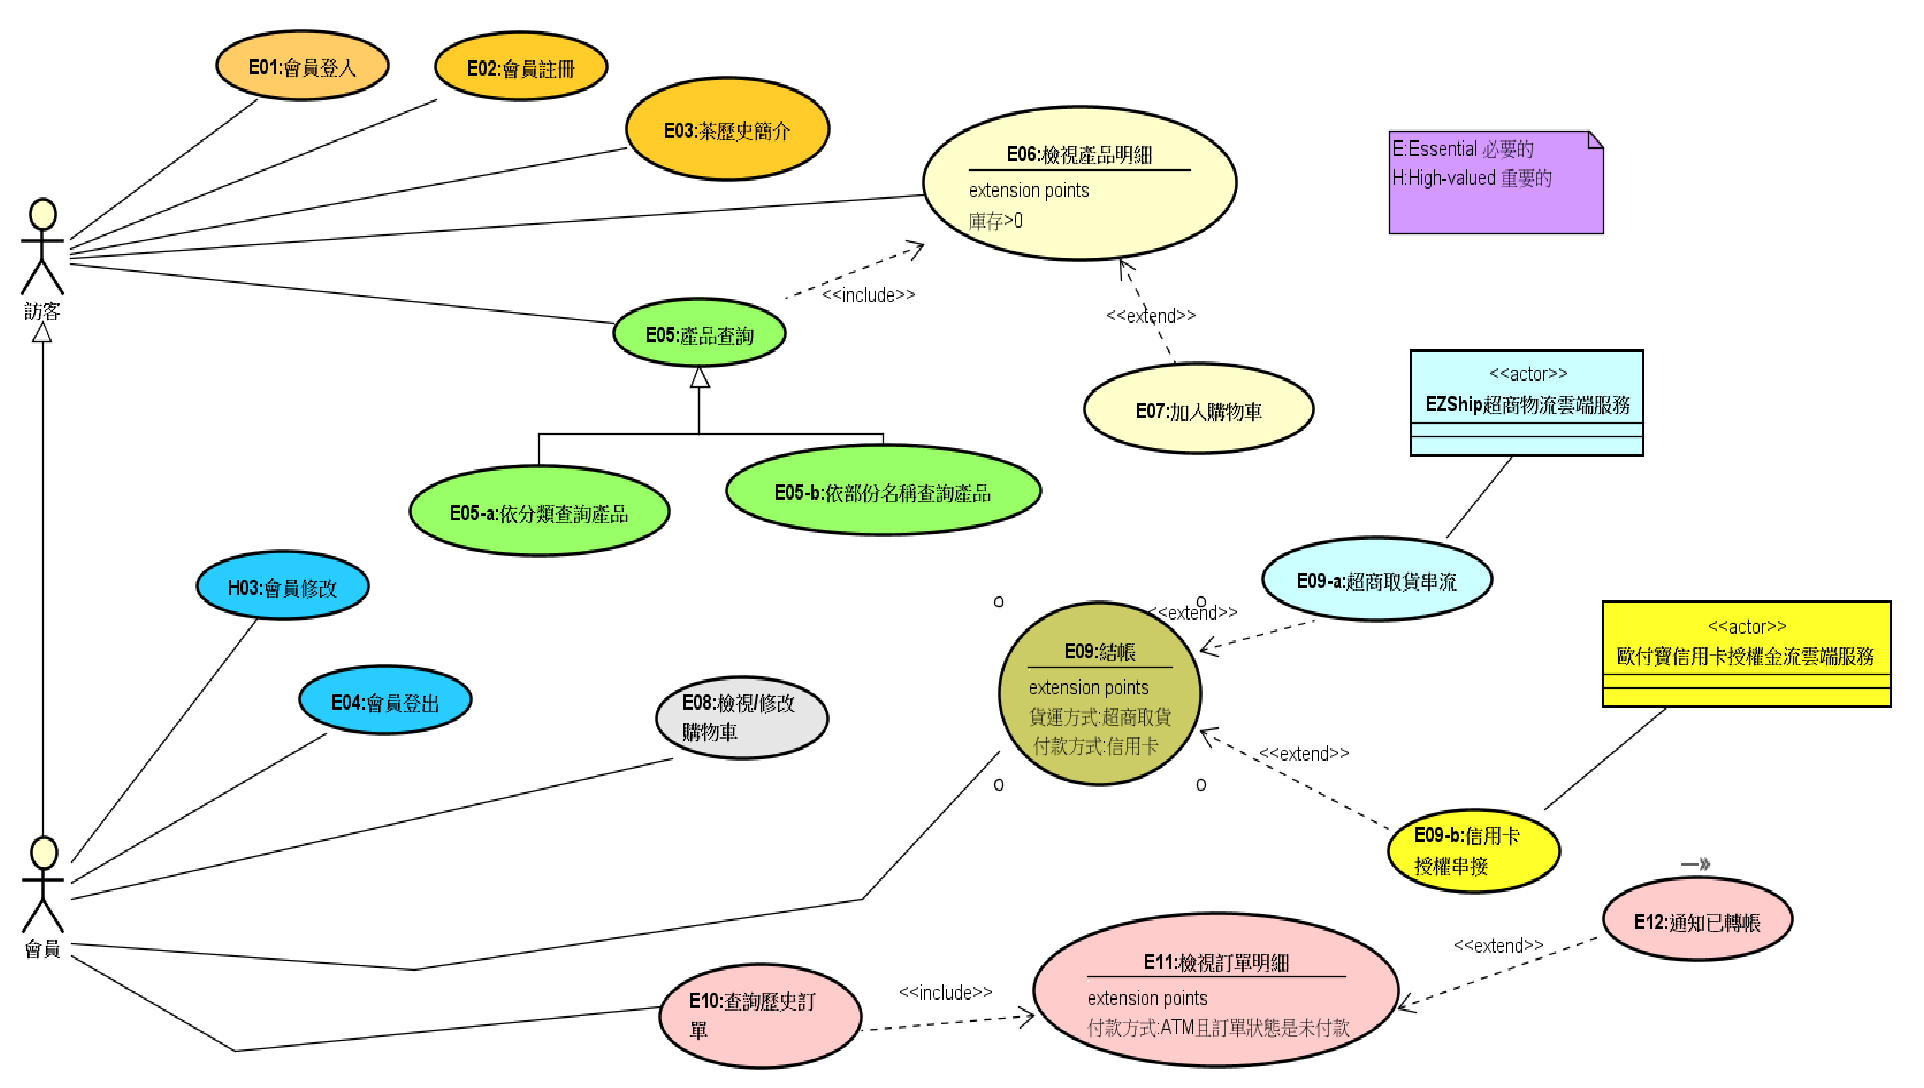 E01:會員登入
E02:會員註冊
E03:茶歷史簡介
E06:檢視產品明細
extension points
庫存>0
E:Essential 必要的
H:High-valued 重要的
訪客
<<include>>
<<extend>>
E05:產品查詢
E07:加入購物車
<<actor>>
EZShip超商物流雲端服務
E05-a:依分類查詢產品
E05-b:依部份名稱查詢產品
H03:會員修改
E09-a:超商取貨串流
<<extend>>
E09:結帳
extension points
貨運方式:超商取貨
付款方式:信用卡
<<actor>>
歐付寶信用卡授權金流雲端服務
E04:會員登出
E08:檢視/修改
購物車
<<extend>>
E09-b:信用卡
授權串接
會員
E12:通知已轉帳
<<extend>>
E10:查詢歷史訂
單
<<include>>
E11:檢視訂單明細
extension points
付款方式:ATM且訂單狀態是未付款